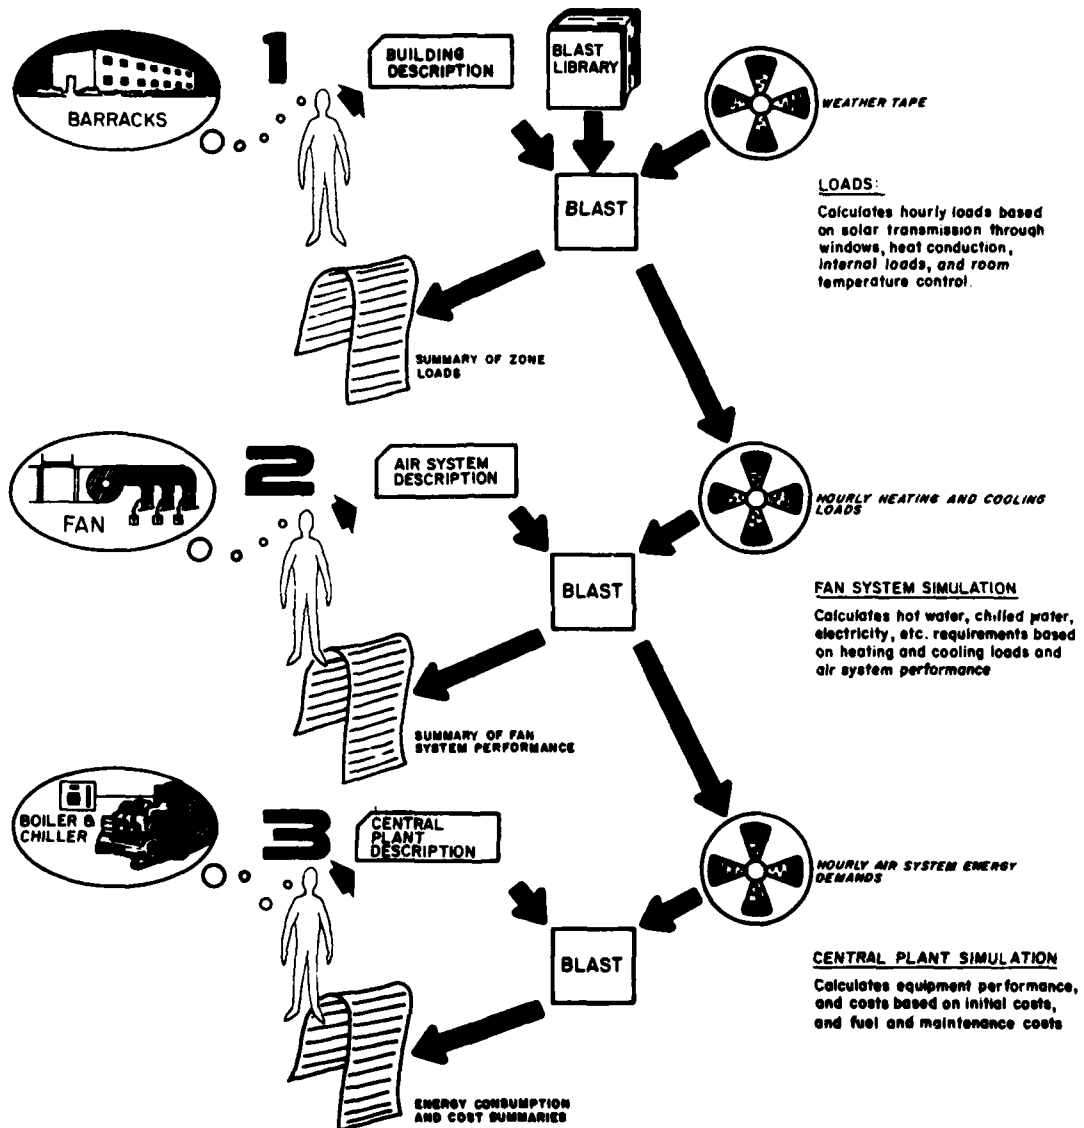 1
BUILDING
DESCRIPTION
BLAST
LIBRARY
BARRACKS
WEATHER TAPE
BLAST
LOADS:
Calculates hourly loads based
on solar transmission through
windows, heat conduction,
internal loads, and room
temperature control.
SUMMARY OF ZONE
LOADS
2
AIR SYSTEM
DESCRIPTION
FAN
HOURLY HEATING AND COOLING
LOADS
BLAST
FAN SYSTEM SIMULATION
Calculates hot water, chilled water,
electricity, etc. requirements based
on heating and cooling loads and
air system performance
SUMMARY OF FAN
SYSTEM PERFORMANCE
BOILER &
CHILLER
3
CENTRAL
PLANT
DESCRIPTION
HOURLY AIR SYSTEM ENERGY
DEMANDS
BLAST
CENTRAL PLANT SIMULATION
Calculates equipment performance,
and costs based on initial costs,
and fuel and maintenance costs
ENERGY CONSUMPTION
AND COST SUMMARIES